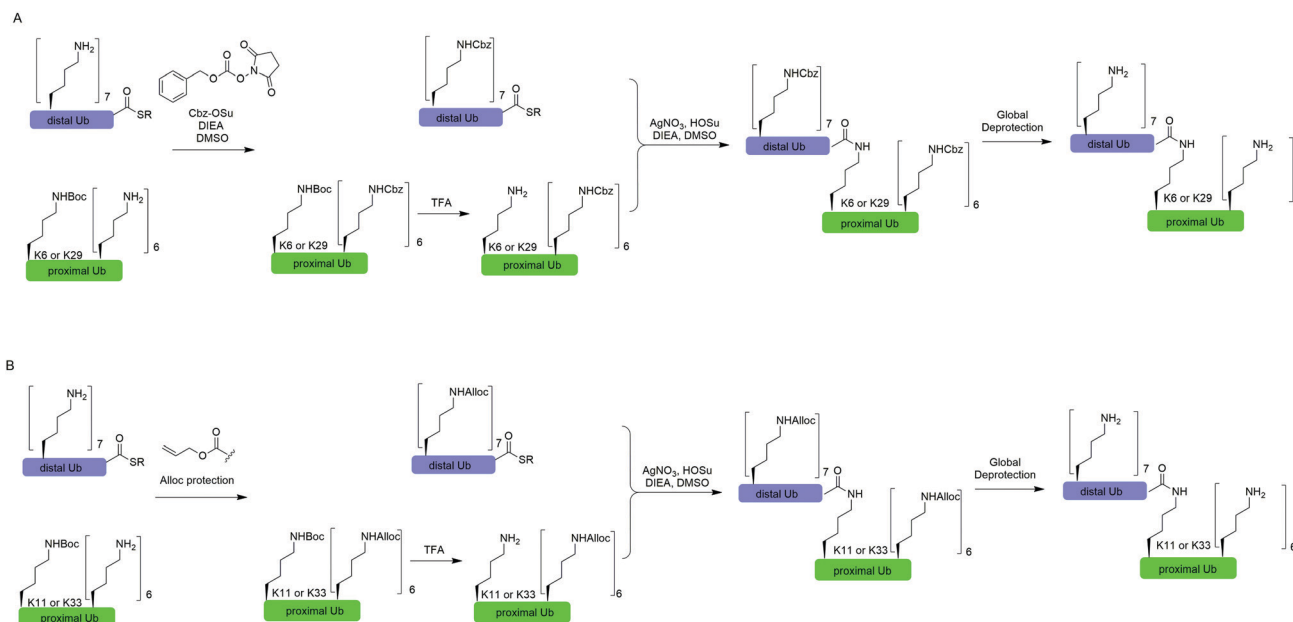 A
NH2
7
O
SR
distal Ub
O
O
O
O
N
O
Cbz-OSu
DIEA
DMSO
NHCbz
7
O
SR
distal Ub
NHBoc
NH2
6
K6 or K29
proximal Ub
NHBoc
NHCbz
6
K6 or K29
proximal Ub
TFA
NH2
NHCbz
6
K6 or K29
proximal Ub
AgNO3, HOSu
DIEA, DMSO
NHCbz
7
O
NH
distal Ub
NHCbz
6
K6 or K29
proximal Ub
Global
Deprotection
NH2
7
O
NH
distal Ub
NH2
6
K6 or K29
proximal Ub
B
NH2
7
O
SR
distal Ub
O
O
Alloc protection
NHAlloc
7
O
SR
distal Ub
NHBoc
NH2
6
K11 or K33
proximal Ub
NHBoc
NHAlloc
6
K11 or K33
proximal Ub
TFA
NH2
NHAlloc
6
K11 or K33
proximal Ub
AgNO3, HOSu
DIEA, DMSO
NHAlloc
7
O
NH
distal Ub
NHAlloc
6
K11 or K33
proximal Ub
Global
Deprotection
NH2
7
O
NH
distal Ub
NH2
6
K11 or K33
proximal Ub